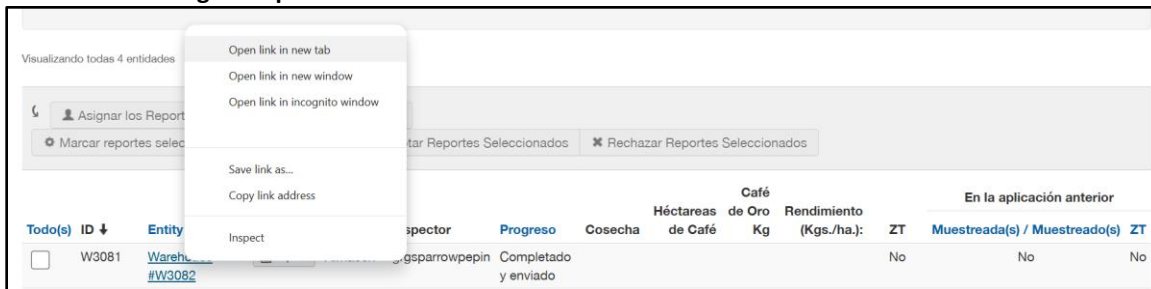 Visualizando todas 4 entidades
Open link in new tab
Open link in new window
Open link in incognito window
Save link as...
Copy link address
Inspect
Asignar los Report
Marcar reportes selec
tar Reportes Seleccionados
Rechazar Reportes Seleccionados
Café
En la aplicación anterior
Héctareas de Oro Rendimiento
Todo(s) ID Entity spector Progreso Cosecha de Café Kg (Kgs./ha.): ZT Muestreada(s) / Muestreado(s) ZT
W3081 Wareho grgsparrowpepin Completado No No No
#W3082 y enviado